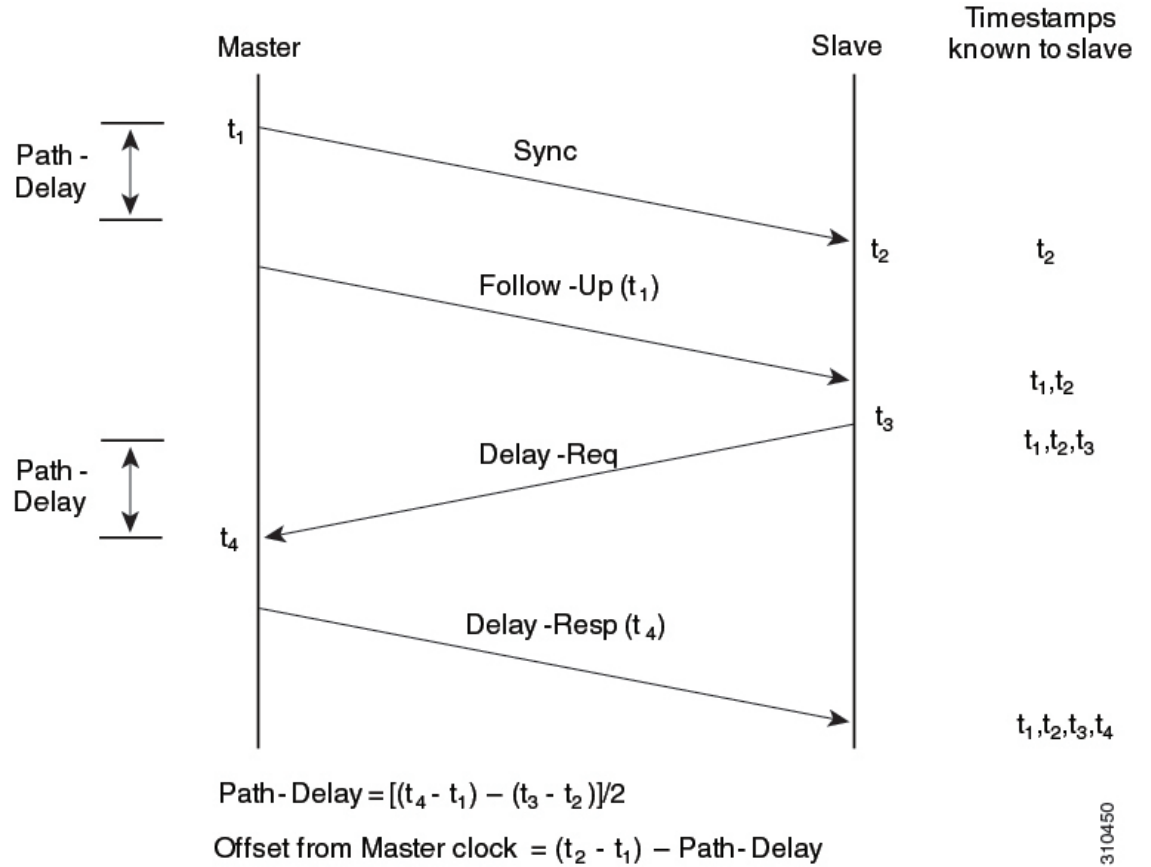 Timestamps
known to slave
Master
Slave
t₁
Path -
Delay
Sync
t₂
t₂
Follow -Up (t₁)
t₁,t₂
t₃
t₁,t₂,t₃
Delay -Req
Path -
Delay
t₄
Delay -Resp (t₄)
t₁,t₂,t₃,t₄
Path-Delay = [(t₄ - t₁) – (t₃ - t₂)]/2
Offset from Master clock = (t₂ - t₁) – Path-Delay
310450